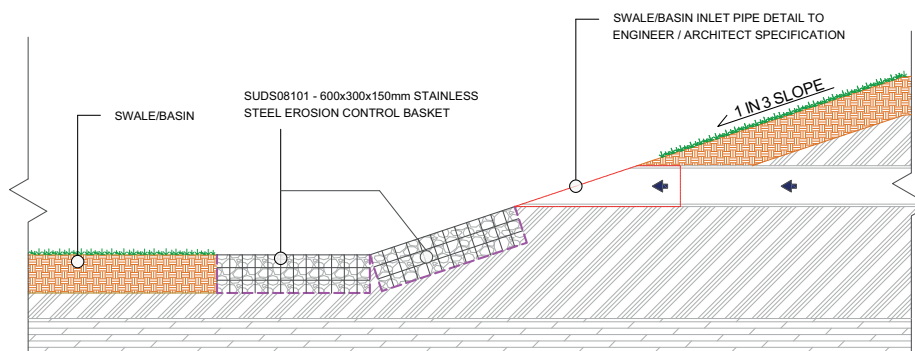 SWALE/BASIN INLET PIPE DETAIL TO
ENGINEER / ARCHITECT SPECIFICATION
SUDS08101 - 600x300x150mm STAINLESS
STEEL EROSION CONTROL BASKET
SWALE/BASIN
1 IN 3 SLOPE